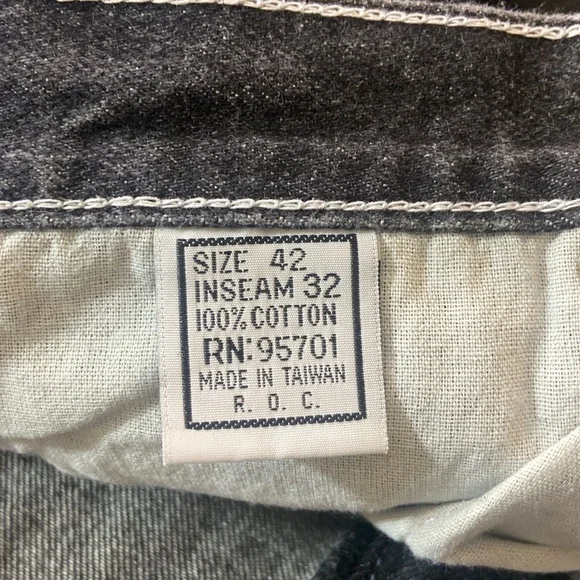 SIZE 42
INSEAM 32
100% COTTON
RN: 95701
MADE IN TAIWAN
R. O. C.